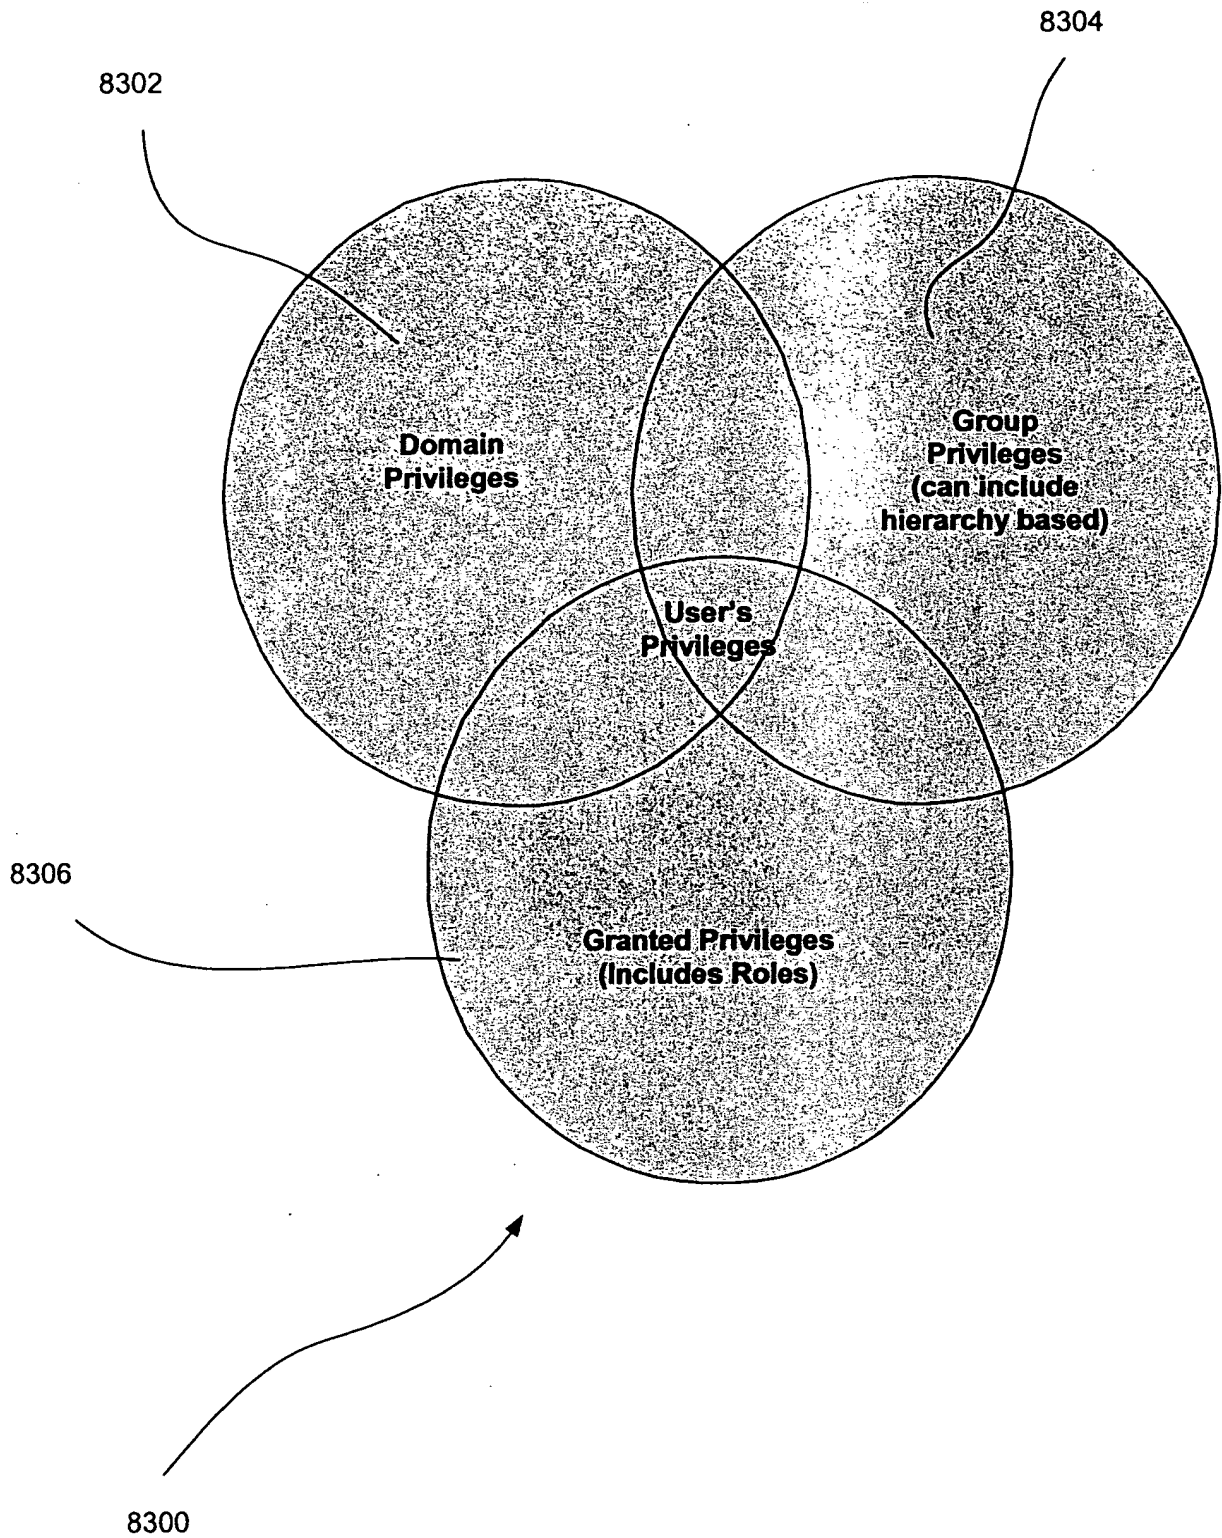 8304
8302
Domain
Privileges
Group
Privileges
(can include
hierarchy based)
User's
Privileges
8306
Granted Privileges
(Includes Roles)
8300